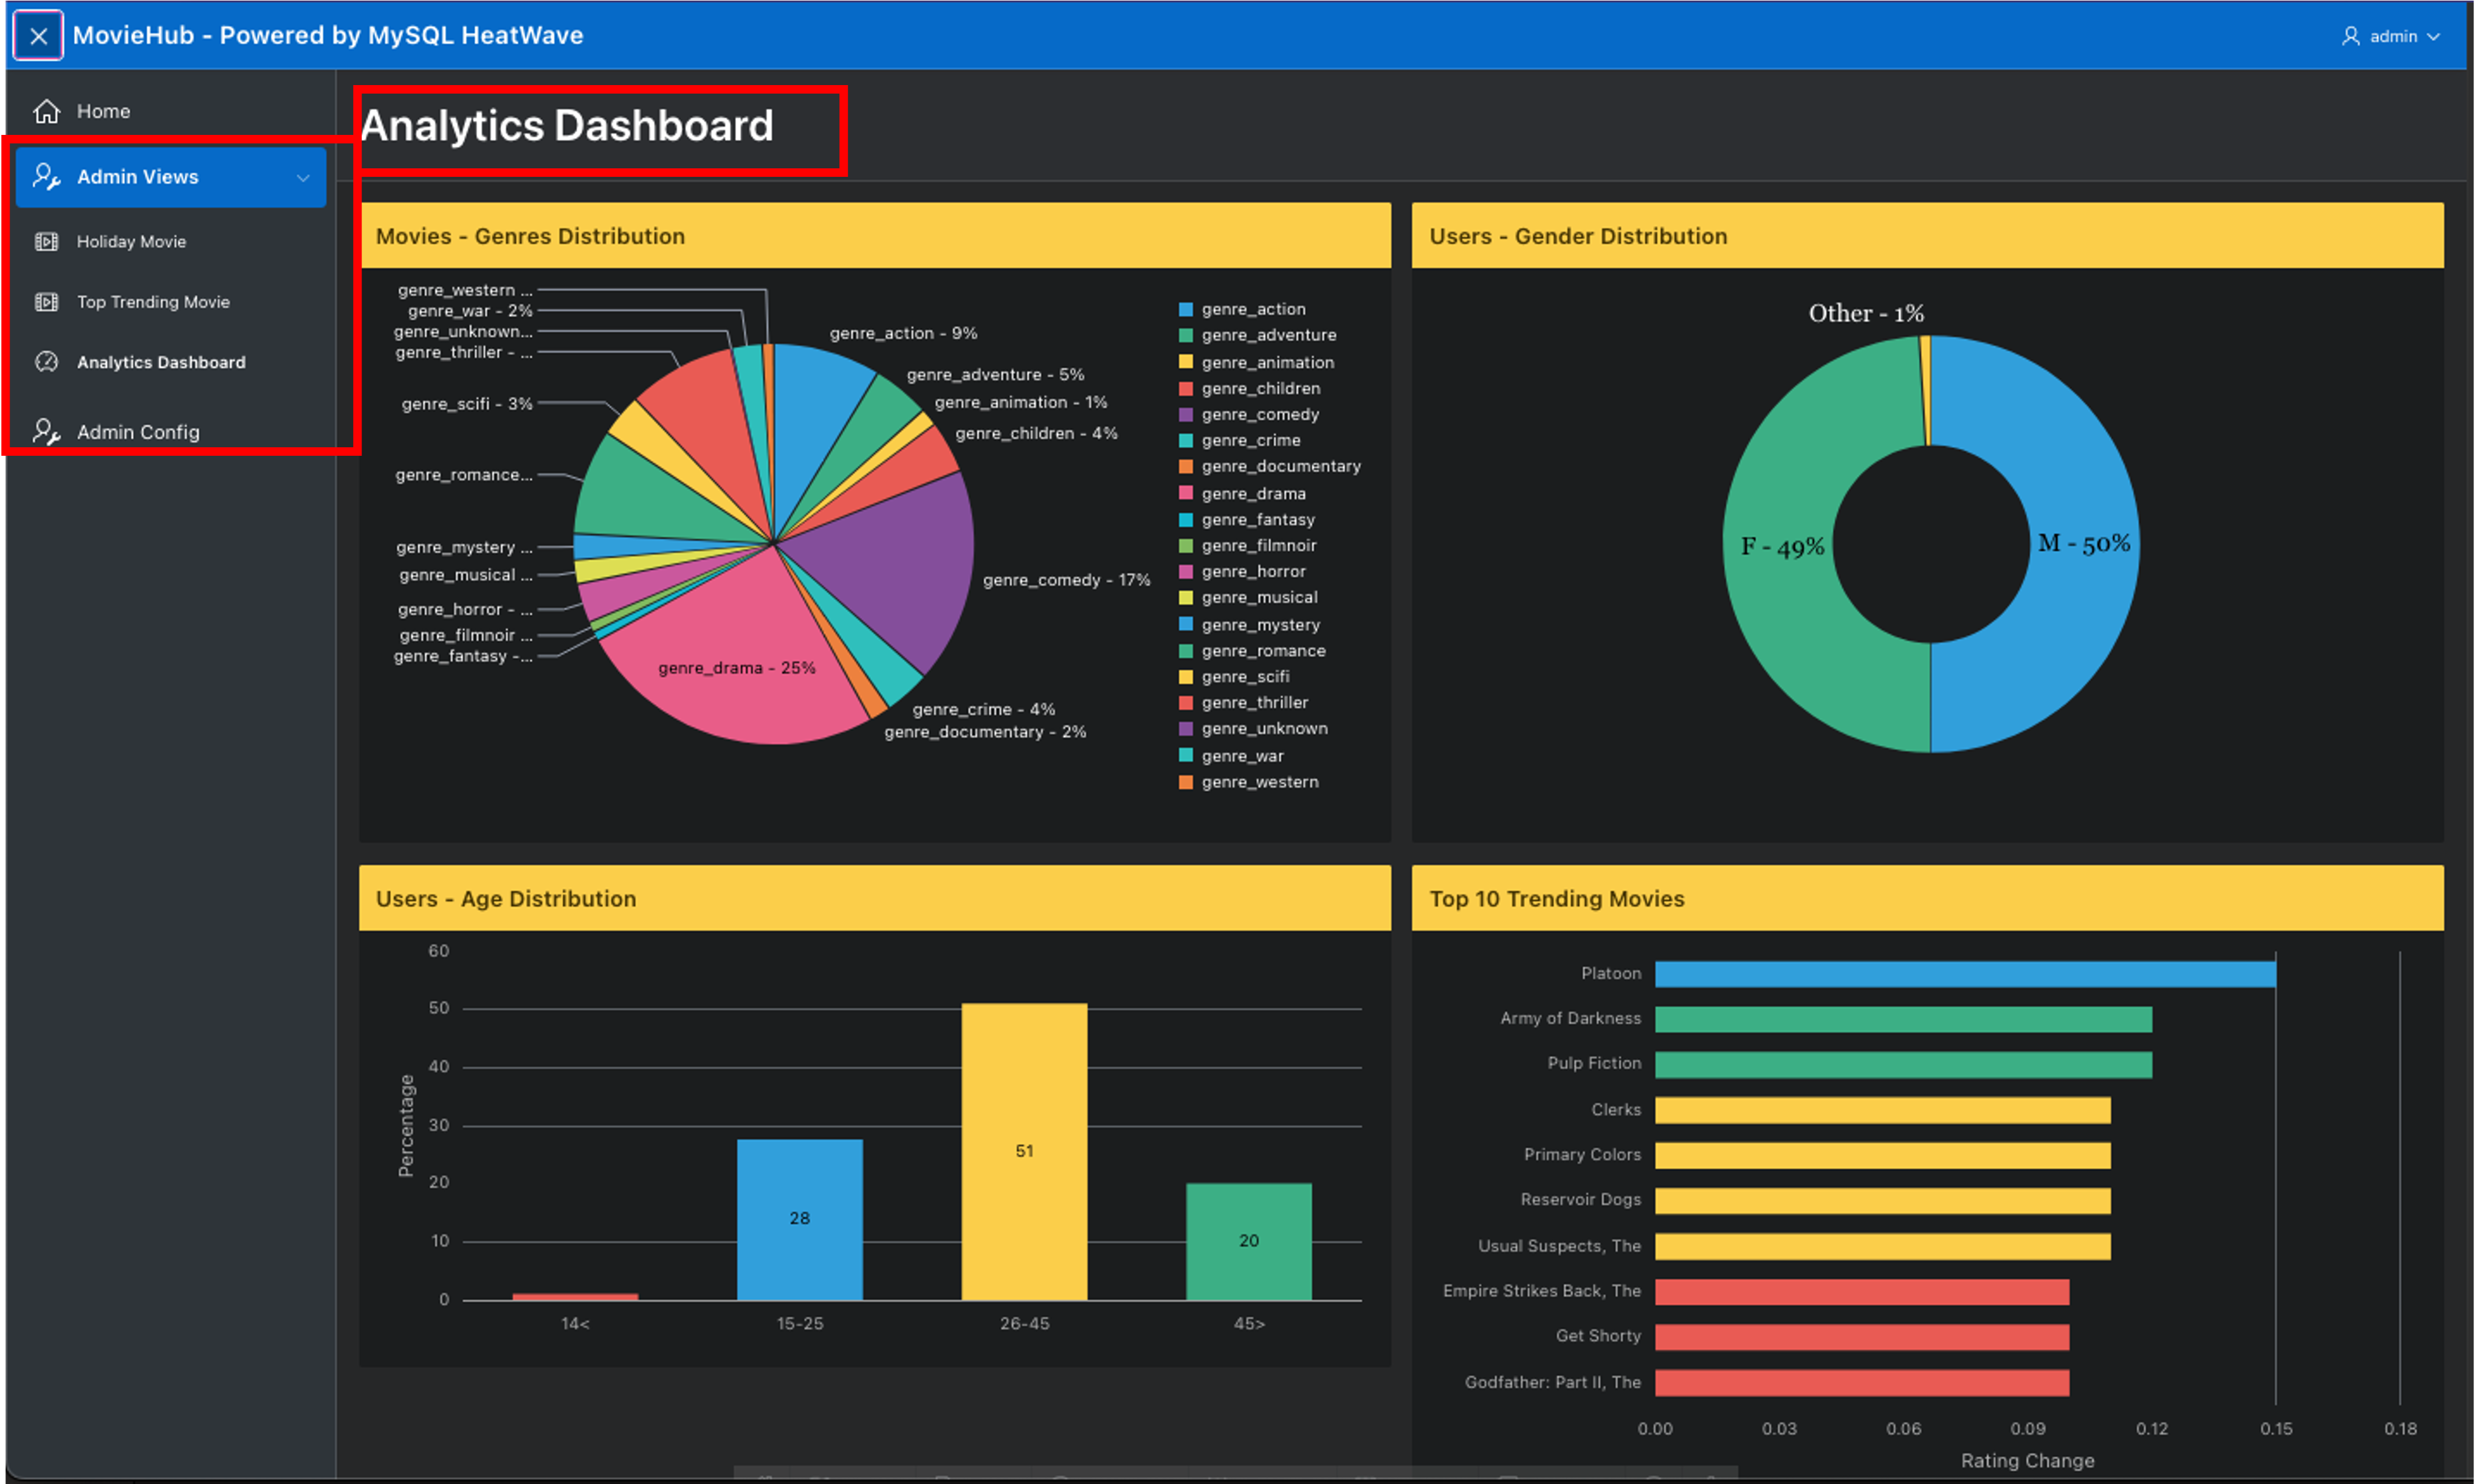 MovieHub - Powered by MySQL HeatWave
admin
Home
Admin Views
Holiday Movie
Top Trending Movie
Analytics Dashboard
Admin Config
Analytics Dashboard
Movies - Genres Distribution
genre_western ...
genre_war - 2%
genre_unknown...
genre_thriller - ...
genre_scifi - 3%
genre_romance...
genre_mystery ...
genre_musical ...
genre_horror - ...
genre_filmnoir ...
genre_fantasy -...
genre_action - 9%
genre_adventure - 5%
genre_animation - 1%
genre_children - 4%
genre_comedy - 17%
genre_drama - 25%
genre_crime - 4%
genre_documentary - 2%
genre_action
genre_adventure
genre_animation
genre_children
genre_comedy
genre_crime
genre_documentary
genre_drama
genre_fantasy
genre_filmnoir
genre_horror
genre_musical
genre_mystery
genre_romance
genre_scifi
genre_thriller
genre_unknown
genre_war
genre_western
Users - Gender Distribution
Other - 1%
F - 49%
M - 50%
Users - Age Distribution
60
50
40
30
20
10
0
Percentage
28
51
20
14<
15-25
26-45
45>
Top 10 Trending Movies
Platoon
Army of Darkness
Pulp Fiction
Clerks
Primary Colors
Reservoir Dogs
Usual Suspects, The
Empire Strikes Back, The
Get Shorty
Godfather: Part II, The
0.00
0.03
0.06
0.09
0.12
0.15
0.18
Rating Change